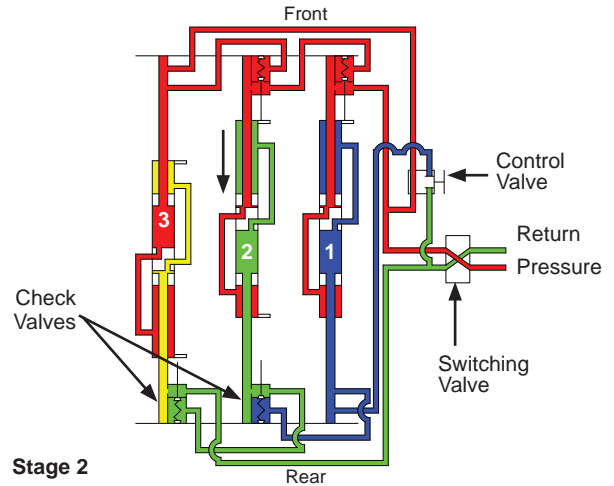 Front
Control
Valve
3
2
1
Return
Pressure
Check
Valves
Switching
Valve
Stage 2
Rear